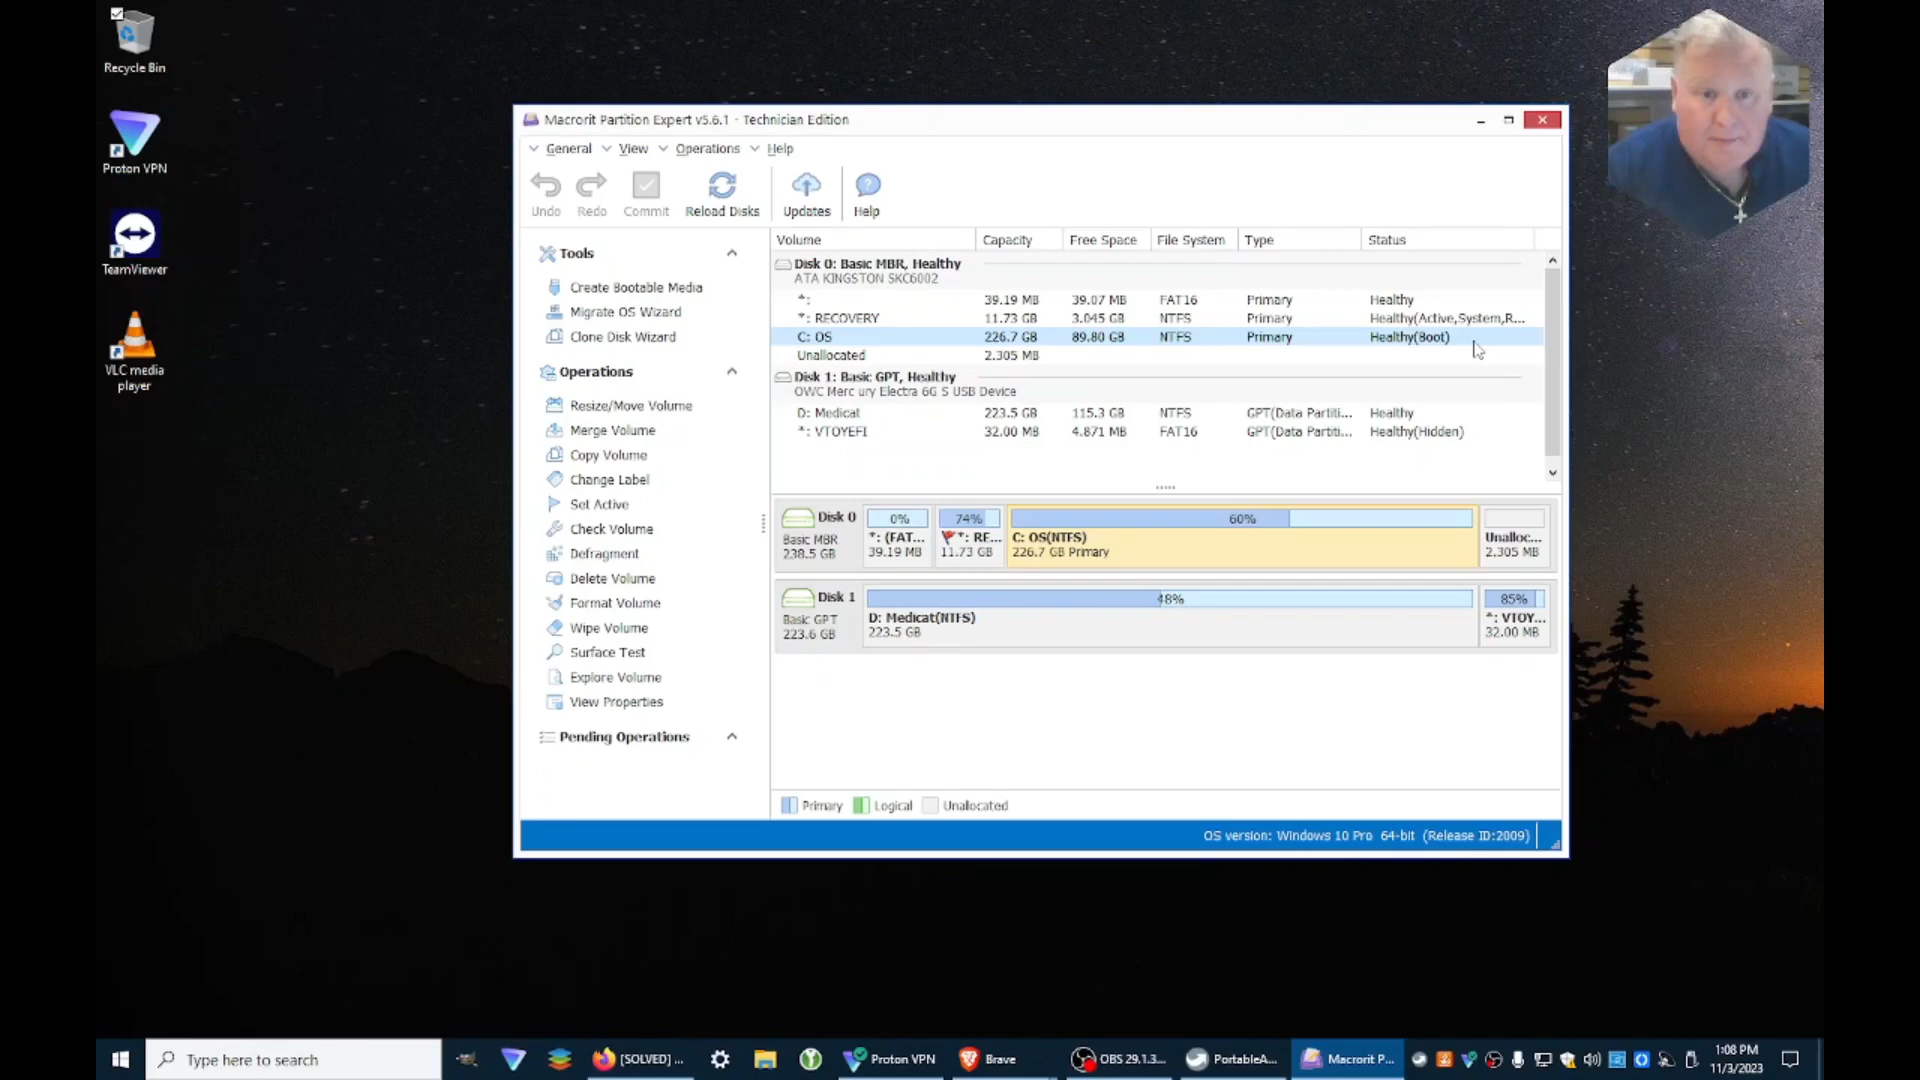 Recycle Bin
Proton VPN
TeamViewer
VLC media
player
Macrorit Partition Expert v5.6.1 - Technician Edition
General View Operations Help
Undo Redo Commit Reload Disks Updates Help
Tools
Create Bootable Media
Migrate OS Wizard
Clone Disk Wizard
Operations
Resize/Move Volume
Merge Volume
Copy Volume
Change Label
Set Active
Check Volume
Defragment
Delete Volume
Format Volume
Wipe Volume
Surface Test
Explore Volume
View Properties
Pending Operations
Volume Capacity Free Space File System Type Status
Disk 0: Basic MBR, Healthy
ATA KINGSTON SKC6002
*: 39.19 MB 39.07 MB FAT16 Primary Healthy
*: RECOVERY 11.73 GB 3.045 GB NTFS Primary Healthy(Active,System,R...
C: OS 226.7 GB 89.80 GB NTFS Primary Healthy(Boot)
Unallocated 2.305 MB
Disk 1: Basic GPT, Healthy
OWC Merc ury Electra 6G S USB Device
D: Medicat 223.5 GB 115.3 GB NTFS GPT(Data Partiti... Healthy
*: VTOYEFI 32.00 MB 4.871 MB FAT16 GPT(Data Partiti... Healthy(Hidden)
Disk 0
Basic MBR
238.5 GB
0%
*: (FAT...
39.19 MB
74%
*: RE...
11.73 GB
60%
C: OS(NTFS)
226.7 GB Primary
Unalloc...
2.305 MB
Disk 1
Basic GPT
223.6 GB
48%
D: Medicat(NTFS)
223.5 GB
85%
*: VTOY...
32.00 MB
Primary Logical Unallocated
OS version: Windows 10 Pro 64-bit (Release ID:2009)
Type here to search
[SOLVED] ...
Proton VPN
Brave
OBS 29.1.3...
PortableA...
Macrorit P...
1:08 PM
11/3/2023